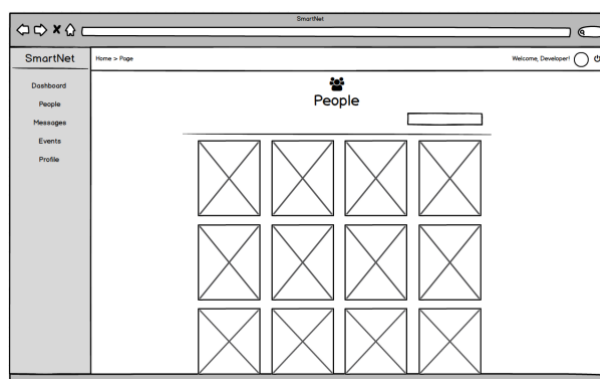 SmartNet
SmartNet
Home > Page
Welcome, Developer!
Dashboard
People
Messages
Events
Profile
People